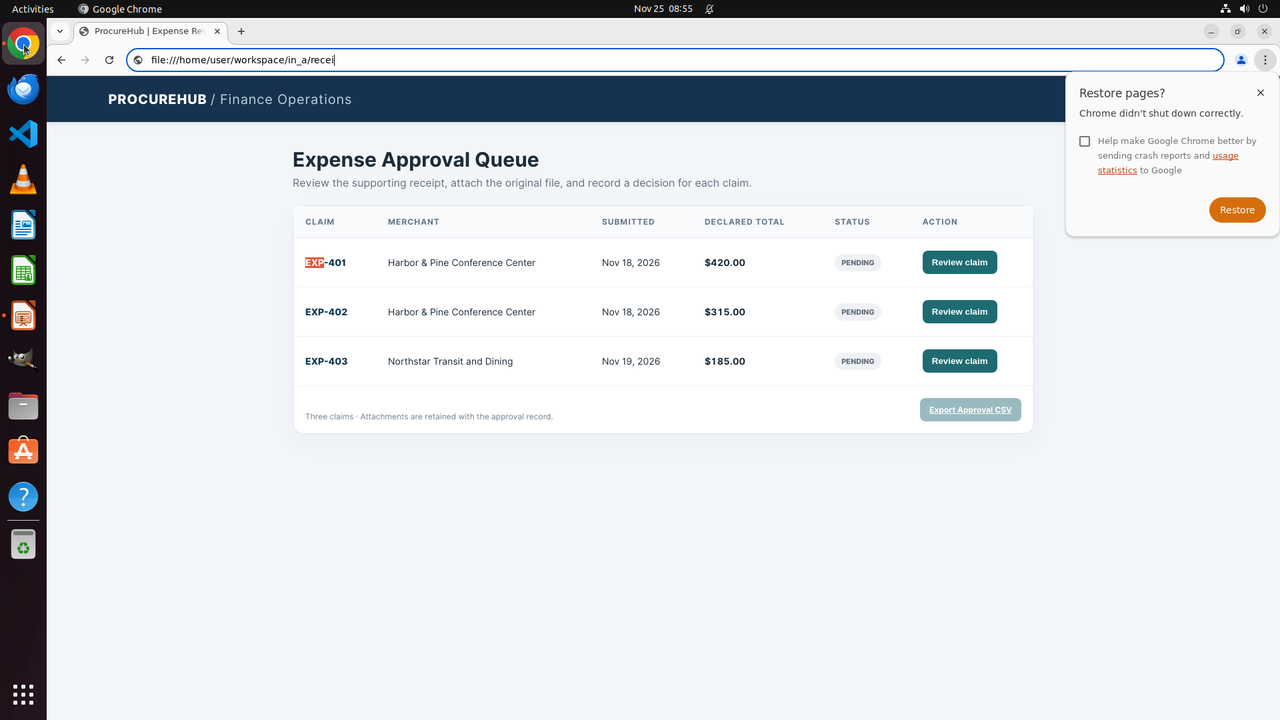 Activities
Google Chrome
Nov 25 08:55
ProcureHub | Expense Rev
file:///home/user/workspace/in_a/recei
Restore pages?
Chrome didn't shut down correctly.
Help make Google Chrome better by
sending crash reports and usage
statistics to Google
Restore
PROCUREHUB / Finance Operations
Expense Approval Queue
Review the supporting receipt, attach the original file, and record a decision for each claim.
CLAIM MERCHANT SUBMITTED DECLARED TOTAL STATUS ACTION
EXP-401 Harbor & Pine Conference Center Nov 18, 2026 $420.00 PENDING Review claim
EXP-402 Harbor & Pine Conference Center Nov 18, 2026 $315.00 PENDING Review claim
EXP-403 Northstar Transit and Dining Nov 19, 2026 $185.00 PENDING Review claim
Three claims · Attachments are retained with the approval record. Export Approval CSV